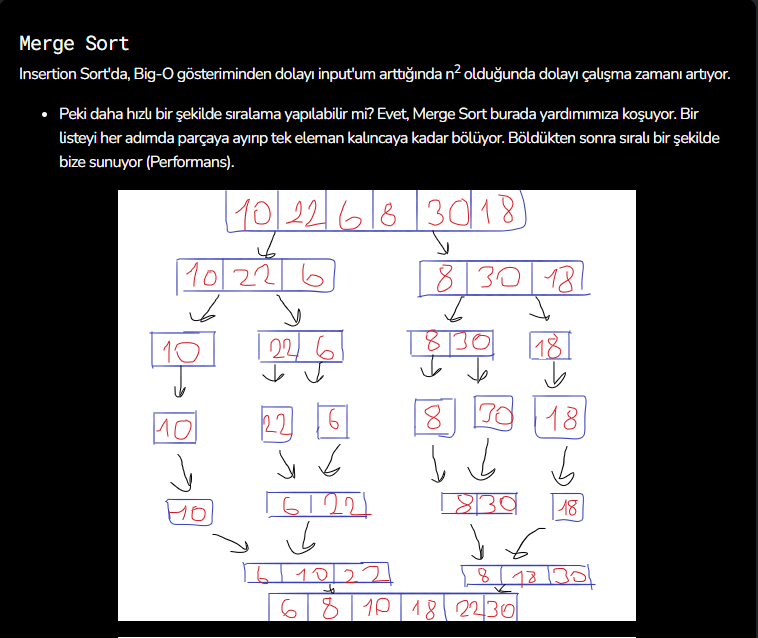 Merge Sort
Insertion Sort'da, Big-O gösteriminden dolayı input'um arttığında n² olduğunda dolayı çalışma zamanı artıyor.
• Peki daha hızlı bir şekilde sıralama yapılabilir mi? Evet, Merge Sort burada yardımımıza koşuyor. Bir
listeyi her adımda parçaya ayırıp tek eleman kalıncaya kadar bölüyor. Böldükten sonra sıralı bir şekilde
bize sunuyor (Performans).
10 22 6 8 30 18
10 22 6 8 30 18
10 22 6 8 30 18
10 22 6 8 30 18
10 6 22 8 30 18
6 10 22 8 18 30
6 8 10 18 22 30